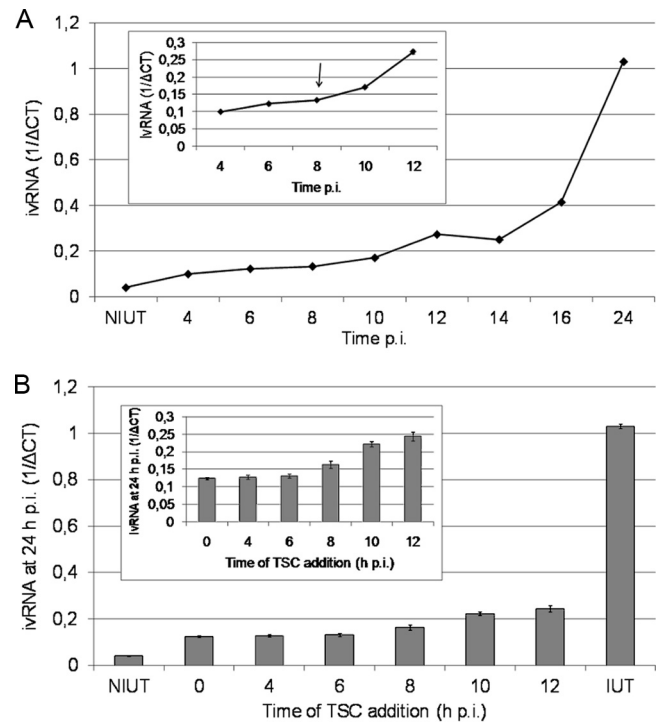 A
ivRNA (1/ΔCT)
1,2
1
0,8
0,6
0,4
0,2
0
NIUT 4 6 8 10 12 14 16 24
Time p.i.
ivRNA (1/ΔCT)
0,3
0,25
0,2
0,15
0,1
0,05
0
4 6 8 10 12
Time p.i.
B
ivRNA at 24 h p.i. (1/ΔCT)
1,2
1
0,8
0,6
0,4
0,2
0
NIUT 0 4 6 8 10 12 IUT
Time of TSC addition (h p.i.)
IvRNA at 24 h p.i. (1/ΔCT)
0,3
0,25
0,2
0,15
0,1
0,05
0
0 4 6 8 10 12
Time of TSC addition (h p.i.)